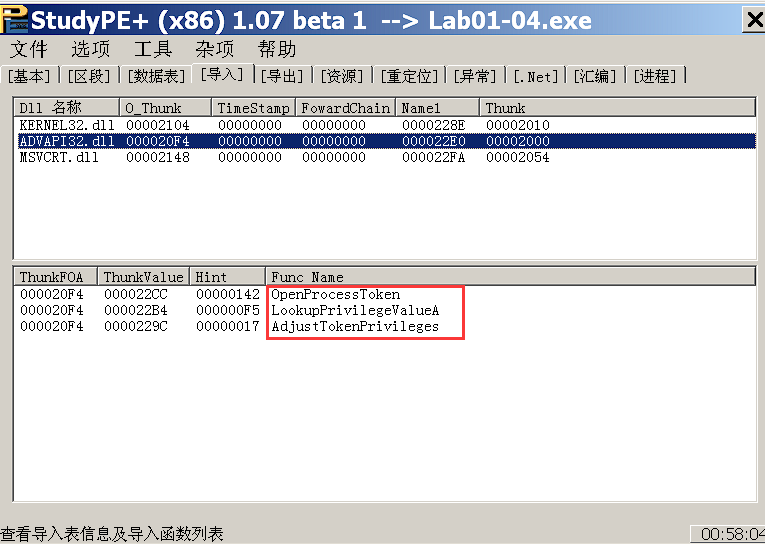 StudyPE+ (x86) 1.07 beta 1 --> Lab01-04.exe
文件 选项 工具 杂项 帮助
[基本] [区段] [数据表] [导入] [导出] [资源] [重定位] [异常] [.Net] [汇编] [进程]
Dll 名称 O_Thunk TimeStamp FowardChain Name1 Thunk
KERNEL32.dll 00002104 00000000 00000000 0000228E 00002010
ADVAPI32.dll 000020F4 00000000 00000000 000022E0 00002000
MSVCRT.dll 00002148 00000000 00000000 000022FA 00002054
ThunkFOA ThunkValue Hint Func Name
000020F4 000022CC 00000142 OpenProcessToken
000020F4 000022B4 000000F5 LookupPrivilegeValueA
000020F4 0000229C 00000017 AdjustTokenPrivileges
查看导入表信息及导入函数列表 00:58:04